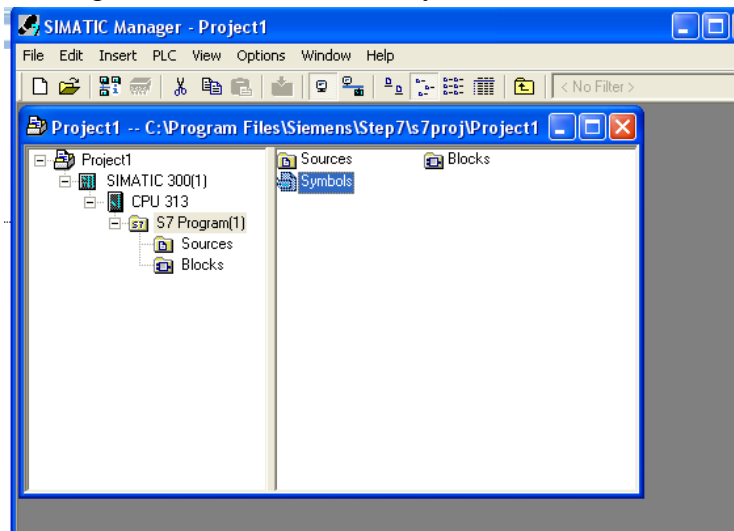 SIMATIC Manager - Project1
File Edit Insert PLC View Options Window Help
< No Filter >
Project1 -- C:\Program Files\Siemens\Step7\s7proj\Project1
Project1
SIMATIC 300(1)
CPU 313
S7 Program(1)
Sources
Blocks
Sources Blocks
Symbols